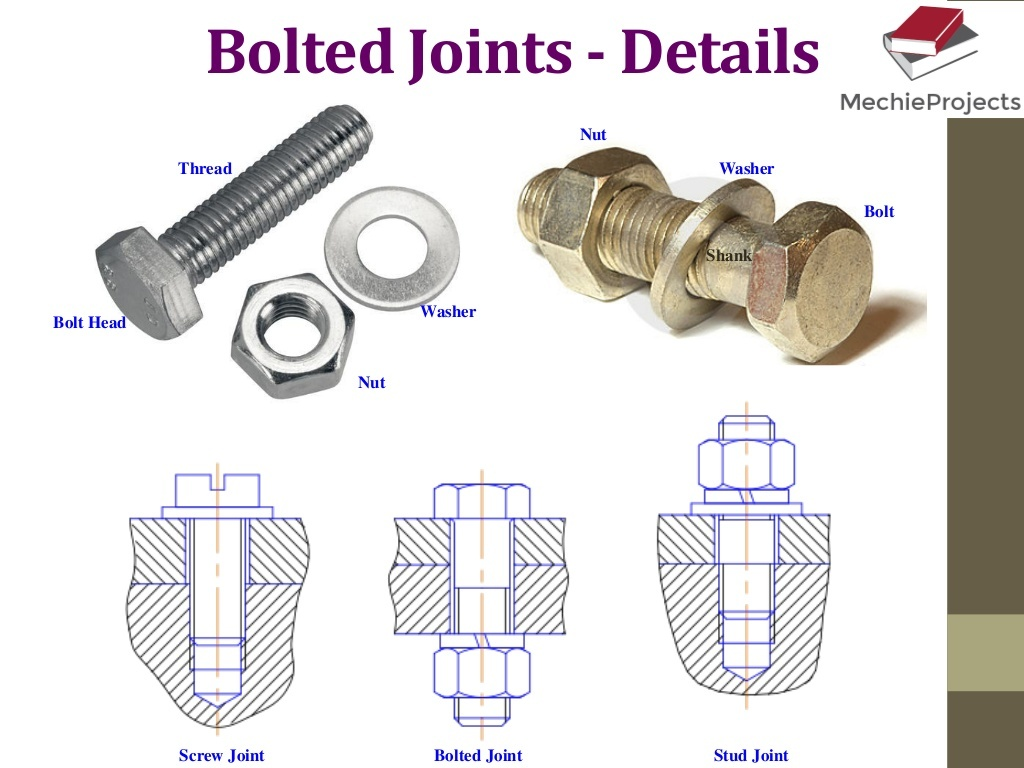 Bolted Joints - Details
MechieProjects
Nut
Thread
Washer
Bolt
Shank
Washer
Bolt Head
Nut
Screw Joint
Bolted Joint
Stud Joint